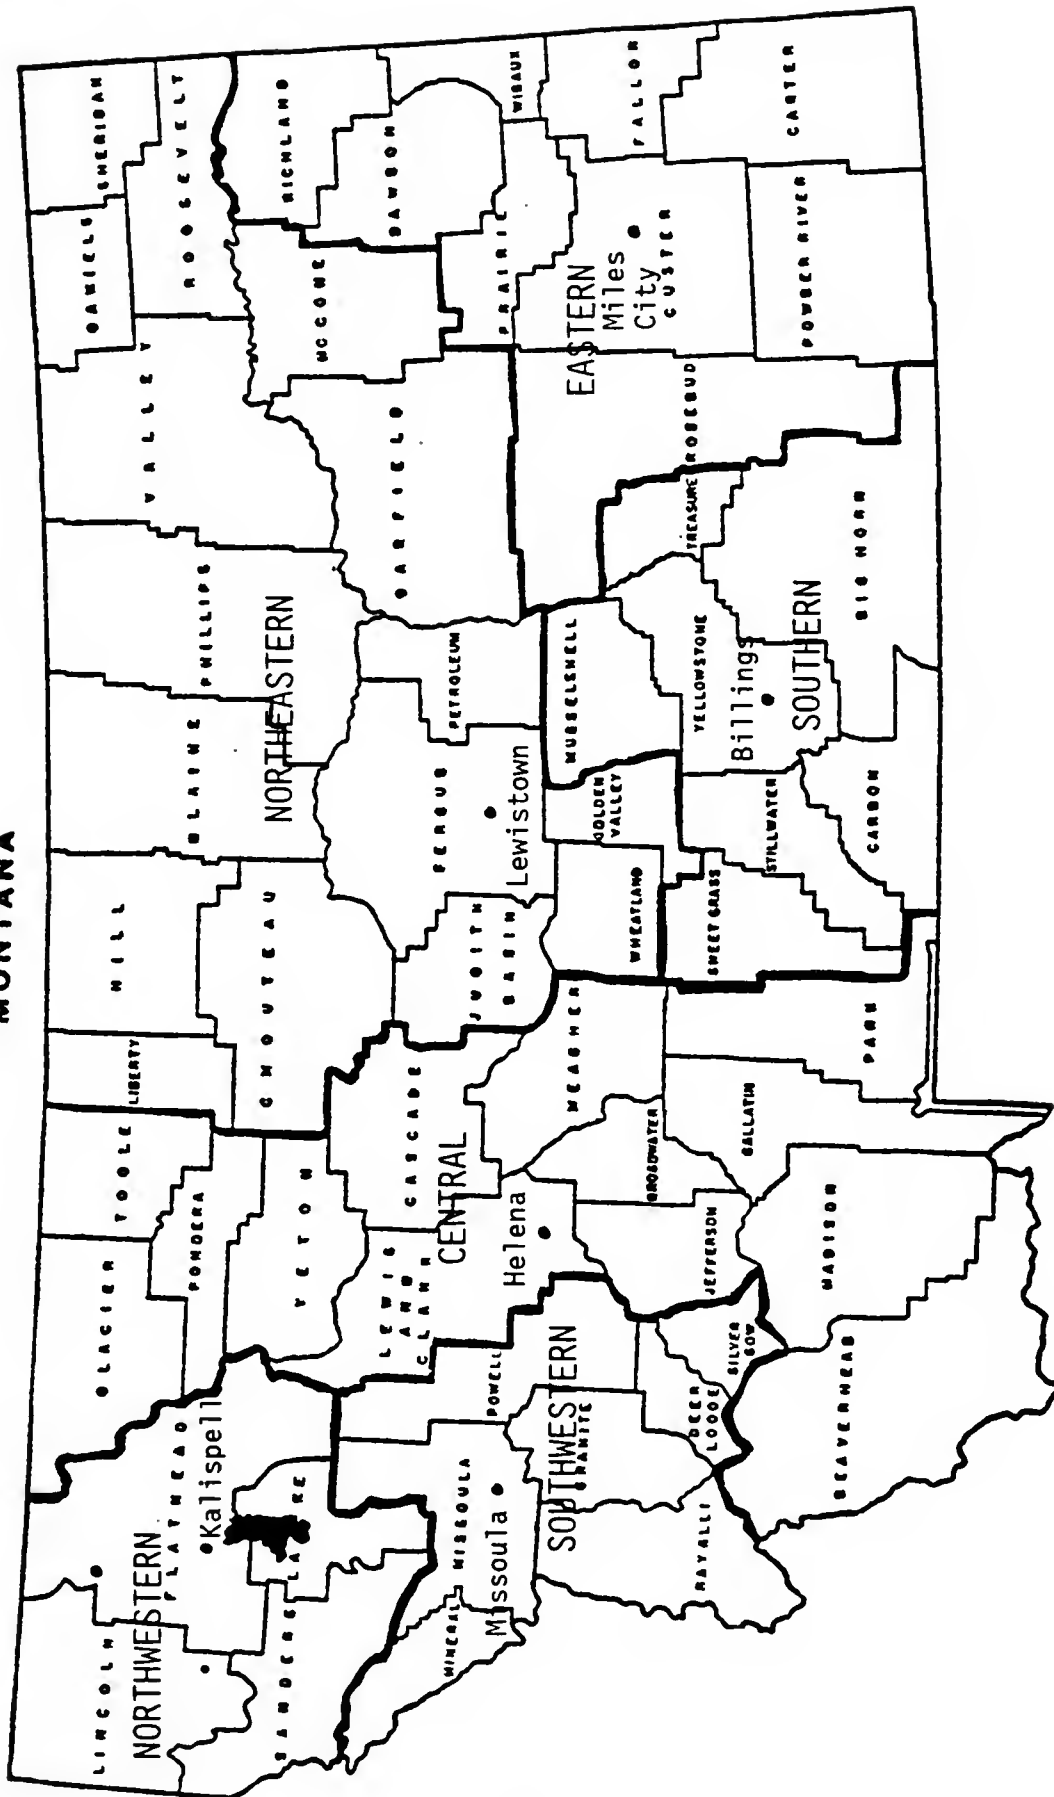 MONTANA
LINCOLN
NORTHWESTERN
FLATHEAD
Kalispell
SANDERS
LAKE
GLACIER
TOOLE
PONDERA
LIBERTY
HILL
CHOUTEAU
TETON
LEWIS
AND
CLARK
CASCADE
CENTRAL
Helena
BLAINE
PHILLIPS
NORTHEASTERN
VALLEY
DANIELS
SHERIDAN
ROOSEVELT
RICHLAND
MCCONE
DAWSON
GARFIELD
PETROLEUM
FERGUS
Lewistown
JUDITH
BASIN
PRAIRIE
WIBAUX
FALLON
CARTER
EASTERN
Miles
City
CUSTER
POWDER RIVER
ROSEBUD
TREASURE
BIG HORN
MUSSELSHELL
YELLOWSTONE
Billings
SOUTHERN
GOLDEN
VALLEY
WHEATLAND
SWEET GRASS
STILLWATER
CARBON
MEAGHER
BROADWATER
GALLATIN
PARK
JEFFERSON
MADISON
MINERAL
MISSOULA
Missoula
POWELL
SOUTHWESTERN
GRANITE
DEER
LODGE
SILVER
BOW
RAVALLI
BEAVERHEAD